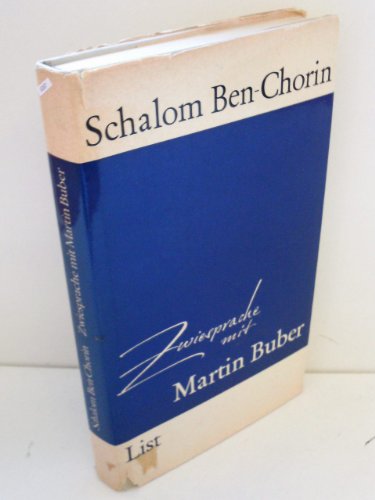 Schalom Ben-Chorin
Zwiesprache
mit
Martin Buber
List
Schalom Ben-Chorin Zwiesprache mit Martin Buber